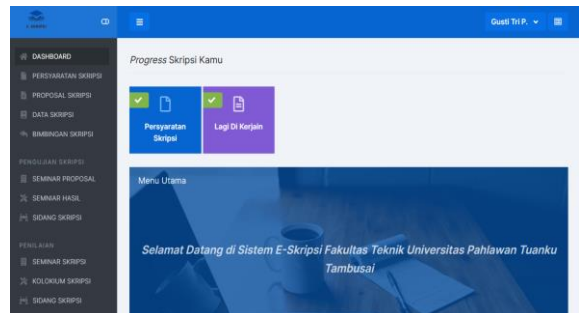 E-SKRIPSI
Gusti Tri P.
DASHBOARD
PERSYARATAN SKRIPSI
PROPOSAL SKRIPSI
DATA SKRIPSI
BIMBINGAN SKRIPSI
PENGUJIAN SKRIPSI
SEMINAR PROPOSAL
SEMINAR HASIL
SIDANG SKRIPSI
PENILAIAN
SEMINAR SKRIPSI
KOLOKIUM SKRIPSI
SIDANG SKRIPSI
Progress Skripsi Kamu
Persyaratan
Skripsi
Lagi Di Kerjain
Menu Utama
Selamat Datang di Sistem E-Skripsi Fakultas Teknik Universitas Pahlawan Tuanku
Tambusai